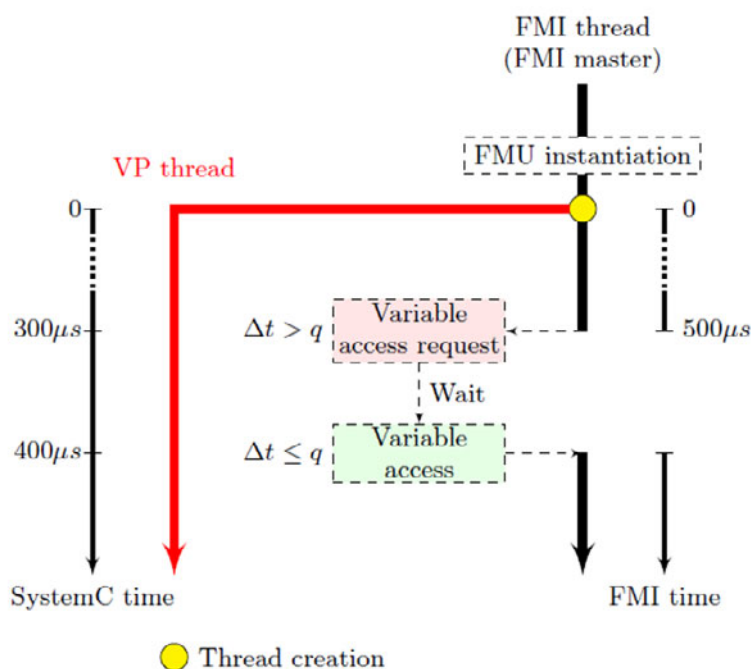 FMI thread
(FMI master)
FMU instantiation
VP thread
0
0
Δt > q
Variable
access request
300μs
500μs
Wait
Δt ≤ q
Variable
access
400μs
SystemC time
FMI time
Thread creation